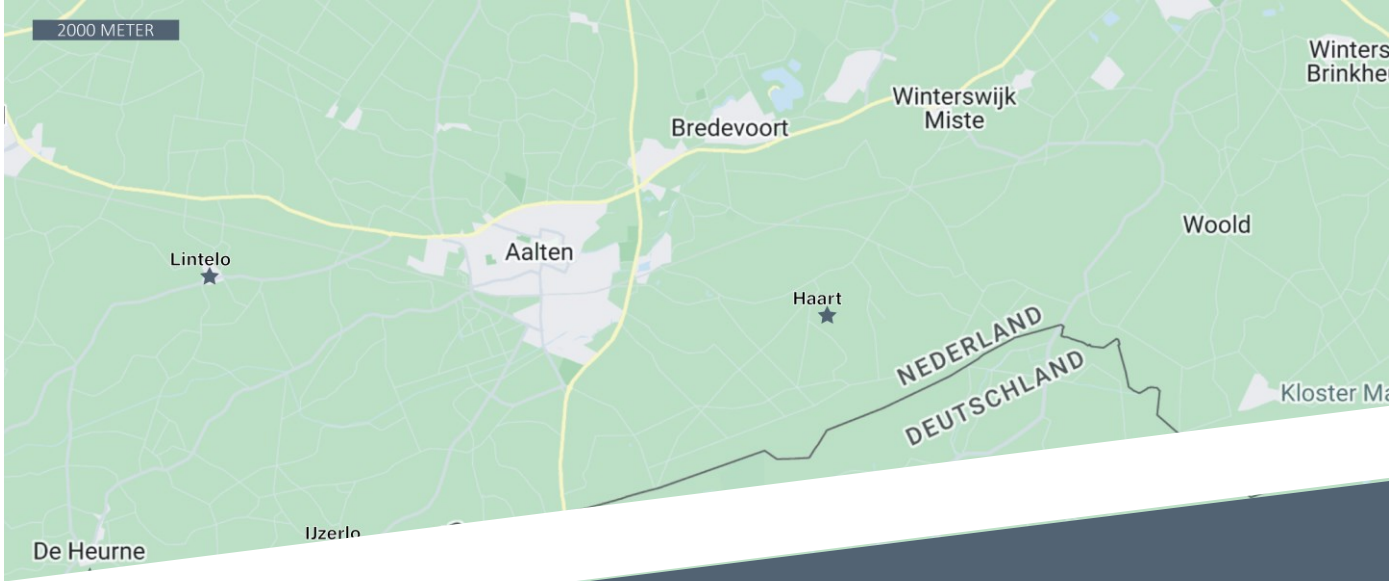 2000 METER
Winters
Brinkhe
Winterswijk
Miste
Bredevoort
Woold
Aalten
Lintelo
Haart
NEDERLAND
DEUTSCHLAND
Kloster Ma
IJzerlo
De Heurne